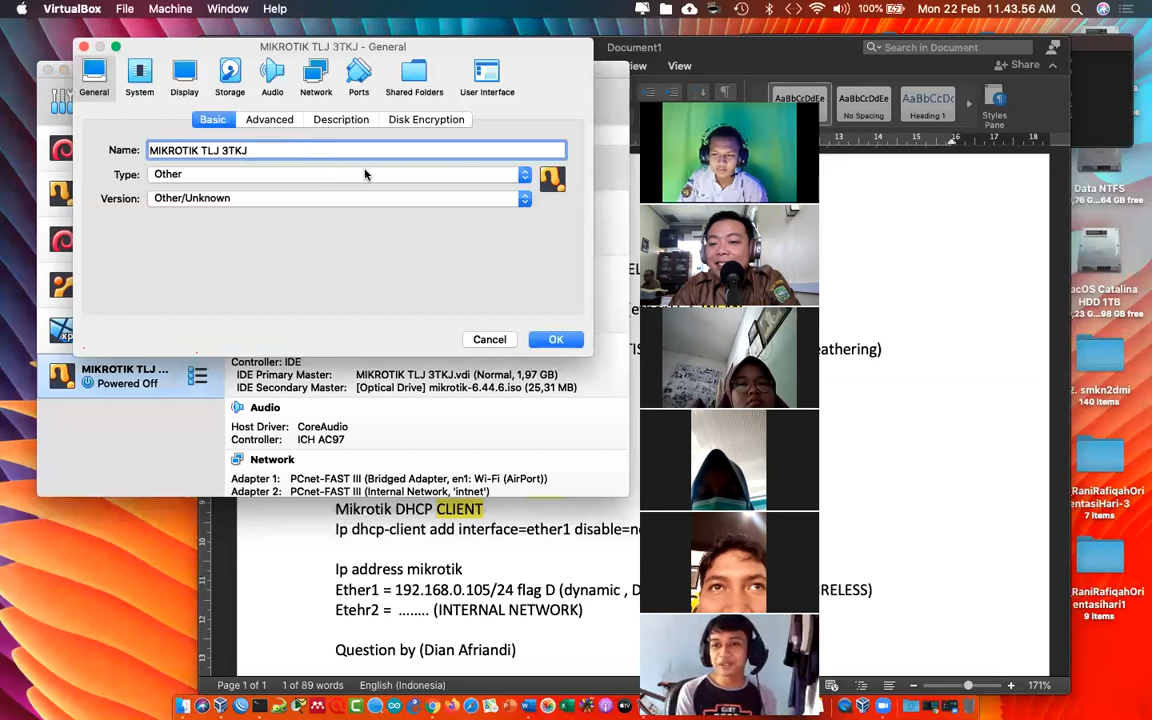 VirtualBox File Machine Window Help
100% Mon 22 Feb 11.43.56 AM
MIKROTIK TLJ 3TKJ - General
General System Display Storage Audio Network Ports Shared Folders User Interface
Basic Advanced Description Disk Encryption
Name: MIKROTIK TLJ 3TKJ
Type: Other
Version: Other/Unknown
Cancel OK
MIKROTIK TLJ ...
Powered Off
Controller: IDE
IDE Primary Master: MIKROTIK TLJ 3TKJ.vdi (Normal, 1,97 GB)
IDE Secondary Master: [Optical Drive] mikrotik-6.44.6.iso (25,31 MB)
Audio
Host Driver: CoreAudio
Controller: ICH AC97
Network
Adapter 1: PCnet-FAST III (Bridged Adapter, en1: Wi-Fi (AirPort))
Adapter 2: PCnet-FAST III (Internal Network, 'intnet')
Document1
Search in Document
View
Share
AaBbCcDdEe AaBbCcDdEe AaBbCcDc
No Spacing Heading 1
Styles
Pane
13 14 15 16 17 18
eathering)
Mikrotik DHCP CLIENT
Ip dhcp-client add interface=ether1 disable=n
Ip address mikrotik
Ether1 = 192.168.0.105/24 flag D (dynamic , D
RELESS)
Etehr2 = ........ (INTERNAL NETWORK)
Question by (Dian Afriandi)
Page 1 of 1 1 of 89 words English (Indonesia)
171%
Data NTFS
,76 G...64 GB free
acOS Catalina
HDD 1TB
,23 G...98 GB free
2. smkn2dmi
140 items
RaniRafiqahOri
entasiHari-3
7 items
RaniRafiqahOri
entasihari1
9 items